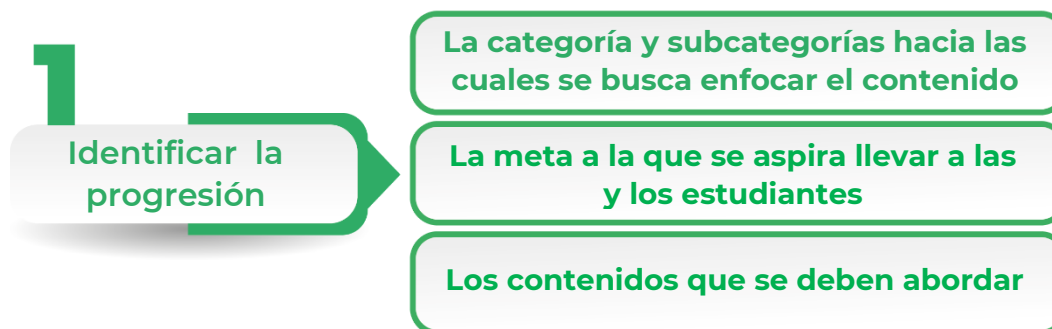 1
Identificar la
progresión
La categoría y subcategorías hacia las
cuales se busca enfocar el contenido
La meta a la que se aspira llevar a las
y los estudiantes
Los contenidos que se deben abordar